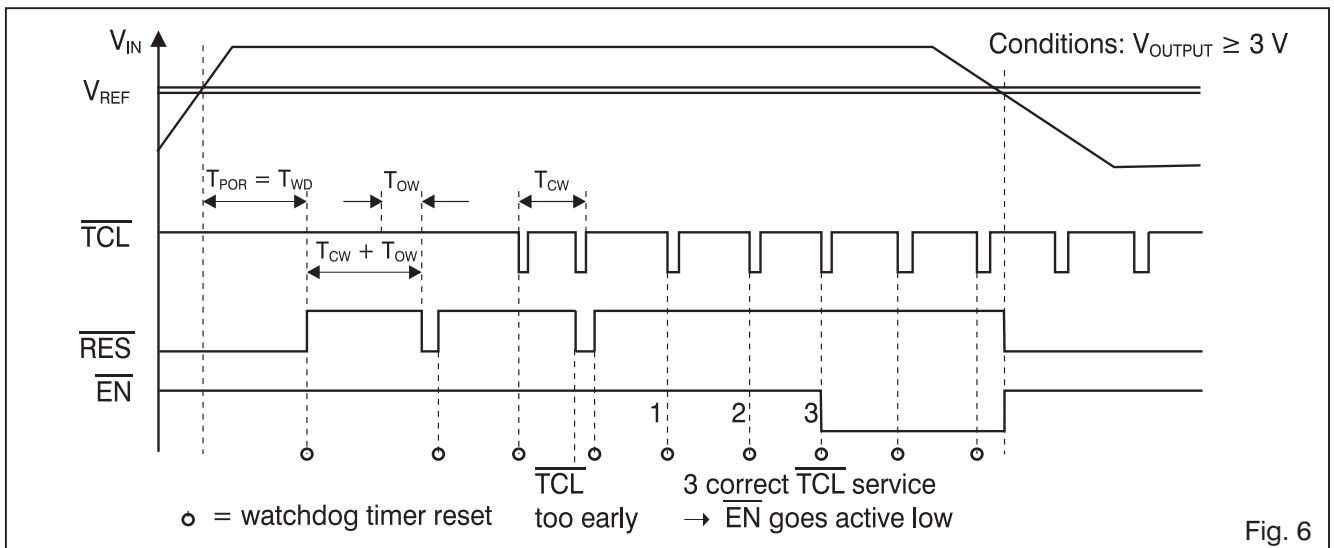 V_IN
Conditions: V_OUTPUT ≥ 3 V
V_REF
T_POR = T_WD
T_OW
T_CW
TCL
T_CW + T_OW
RES
EN
1 2 3
TCL
too early
3 correct TCL service
→ EN goes active low
= watchdog timer reset
Fig. 6